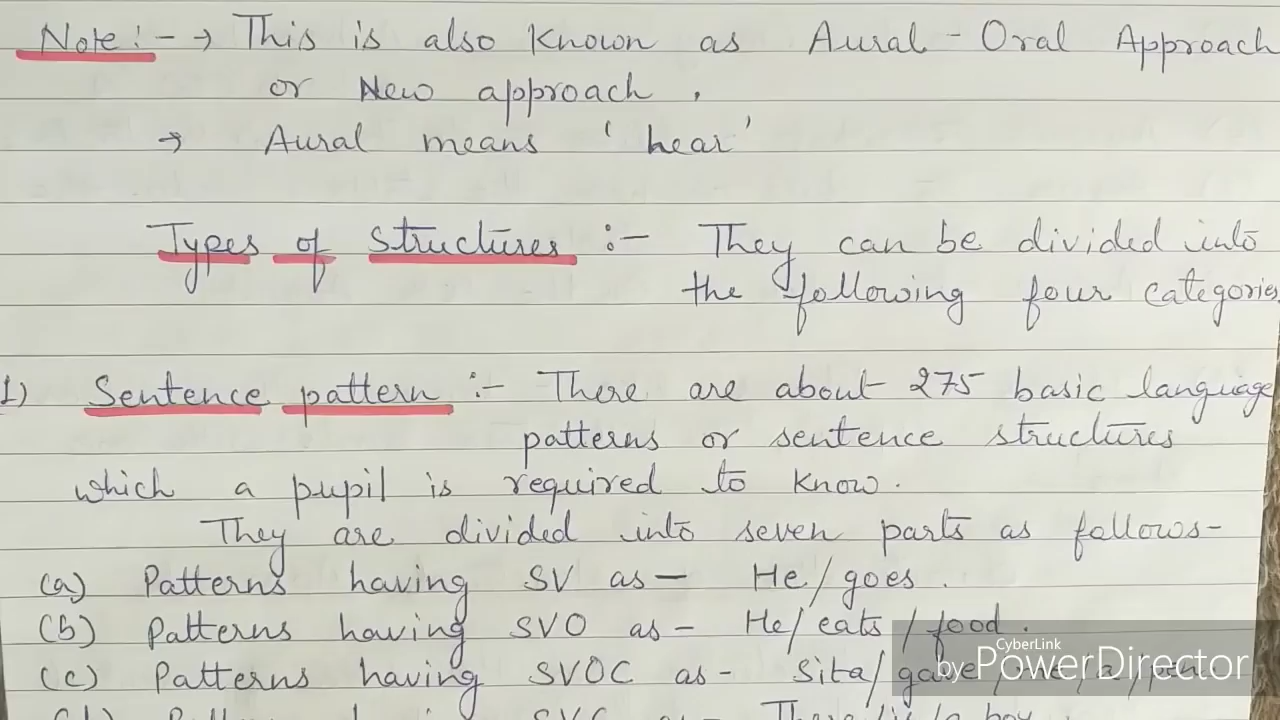 Note:- → This is also known as Aural-Oral Approach
or New approach.
→ Aural means 'hear'
Types of structures :- They can be divided into
the following four categories
1) Sentence pattern :- There are about 275 basic language
patterns or sentence structures
which a pupil is required to know.
They are divided into seven parts as follows-
(a) Patterns having SV as - He/goes.
(b) Patterns having SVO as - He/eats/food.
(c) Patterns having SVOC as - Sita/gave/me/a/pen
CyberLink
by PowerDirector